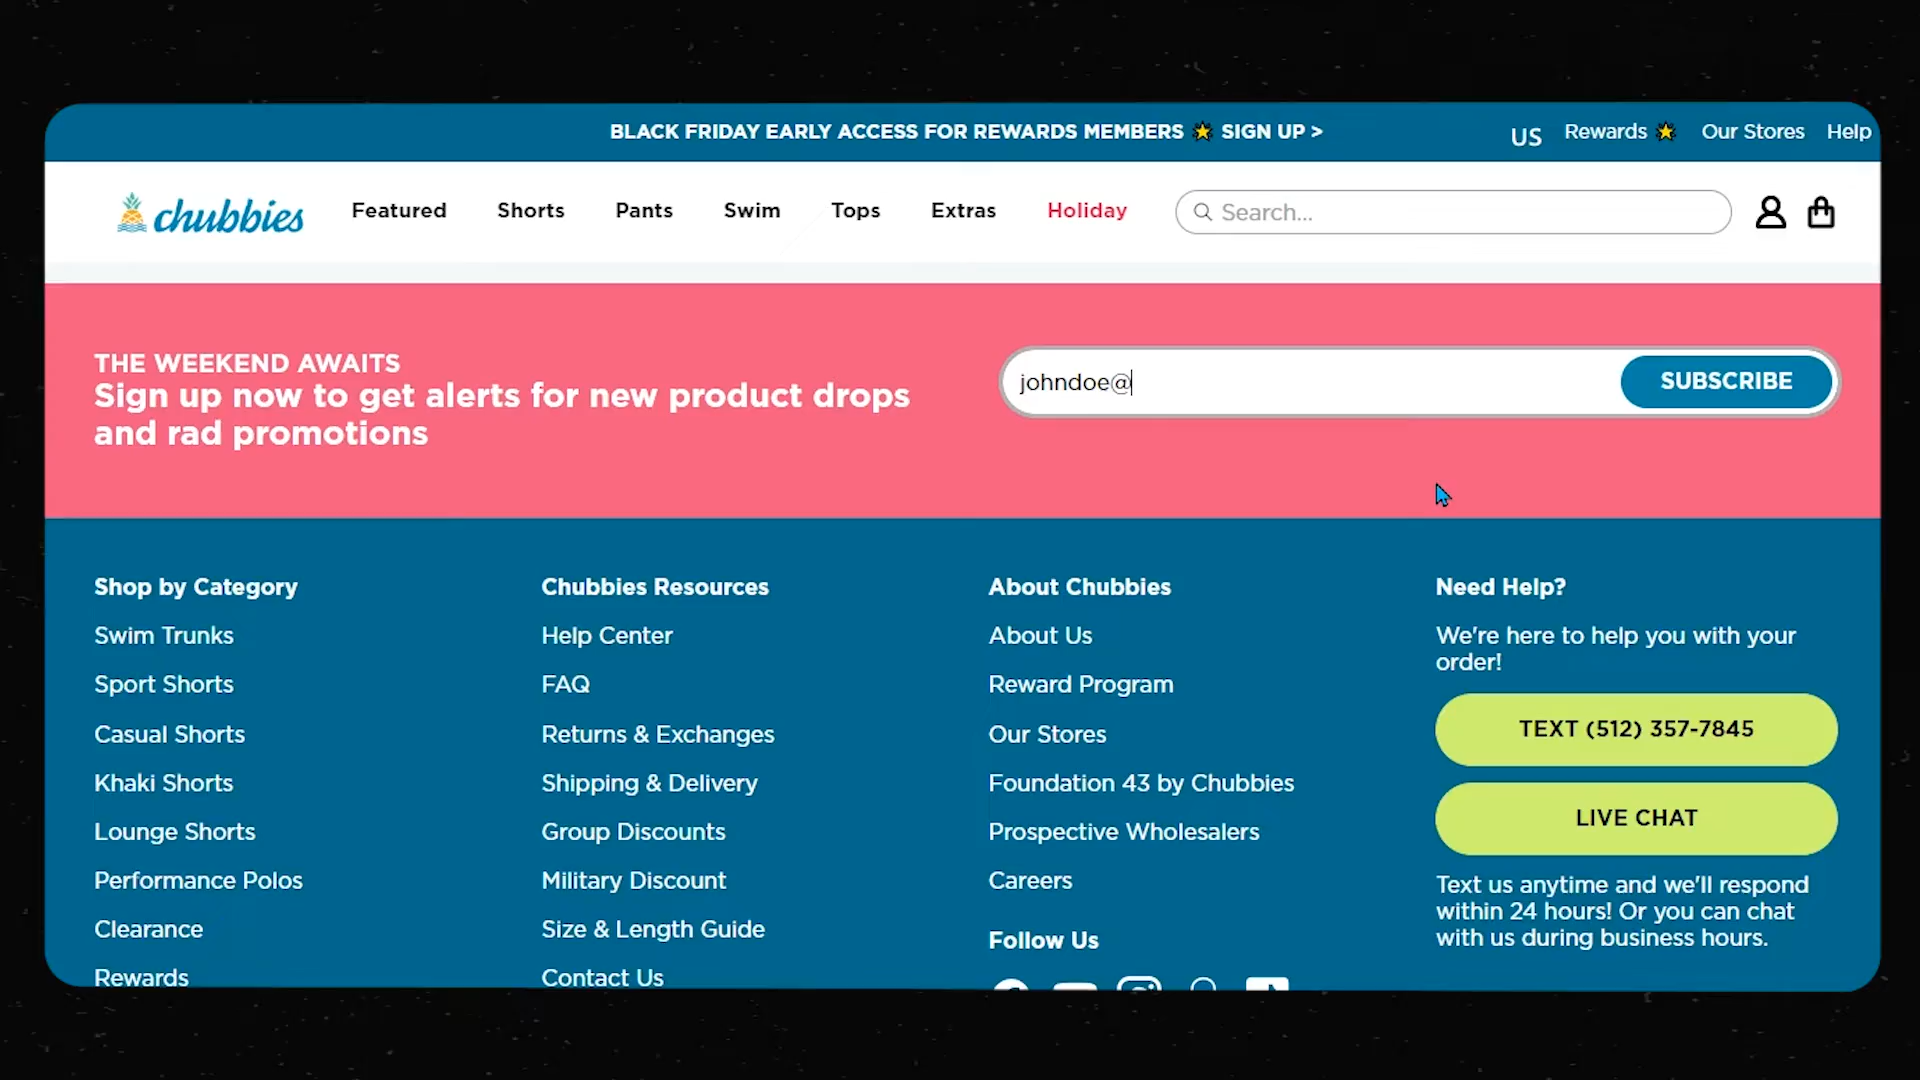 BLACK FRIDAY EARLY ACCESS FOR REWARDS MEMBERS SIGN UP >
US Rewards Our Stores Help
chubbies
Featured Shorts Pants Swim Tops Extras Holiday
Search...
THE WEEKEND AWAITS
Sign up now to get alerts for new product drops
and rad promotions
johndoe@
SUBSCRIBE
Shop by Category
Swim Trunks
Sport Shorts
Casual Shorts
Khaki Shorts
Lounge Shorts
Performance Polos
Clearance
Rewards
Chubbies Resources
Help Center
FAQ
Returns & Exchanges
Shipping & Delivery
Group Discounts
Military Discount
Size & Length Guide
Contact Us
About Chubbies
About Us
Reward Program
Our Stores
Foundation 43 by Chubbies
Prospective Wholesalers
Careers
Follow Us
Need Help?
We're here to help you with your
order!
TEXT (512) 357-7845
LIVE CHAT
Text us anytime and we'll respond
within 24 hours! Or you can chat
with us during business hours.